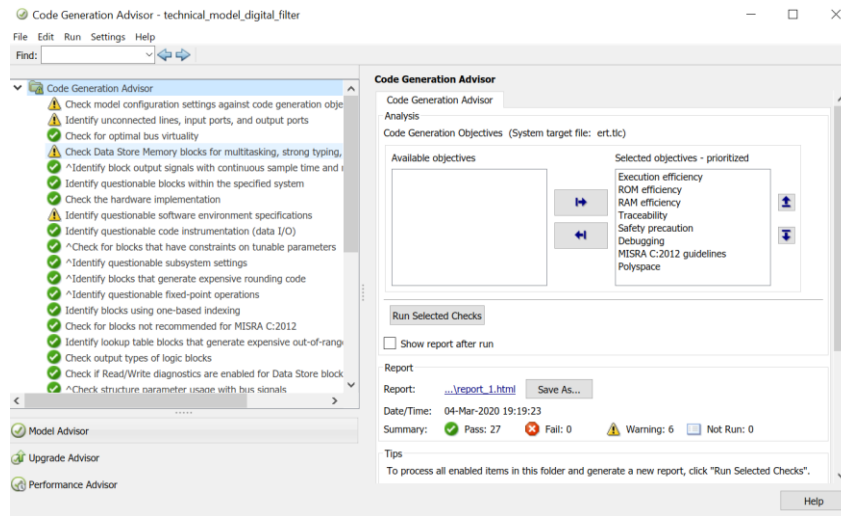 Code Generation Advisor - technical_model_digital_filter
File Edit Run Settings Help
Find:
Code Generation Advisor
Check model configuration settings against code generation obje
Identify unconnected lines, input ports, and output ports
Check for optimal bus virtuality
Check Data Store Memory blocks for multitasking, strong typing,
^Identify block output signals with continuous sample time and
Identify questionable blocks within the specified system
Check the hardware implementation
Identify questionable software environment specifications
Identify questionable code instrumentation (data I/O)
^Check for blocks that have constraints on tunable parameters
^Identify questionable subsystem settings
^Identify blocks that generate expensive rounding code
^Identify questionable fixed-point operations
Identify blocks using one-based indexing
Check for blocks not recommended for MISRA C:2012
Identify lookup table blocks that generate expensive out-of-range
Check output types of logic blocks
Check if Read/Write diagnostics are enabled for Data Store block
^Check structure parameter usage with bus signals
Model Advisor
Upgrade Advisor
Performance Advisor
Code Generation Advisor
Code Generation Advisor
Analysis
Code Generation Objectives (System target file: ert.tlc)
Available objectives
Selected objectives - prioritized
Execution efficiency
ROM efficiency
RAM efficiency
Traceability
Safety precaution
Debugging
MISRA C:2012 guidelines
Polyspace
Run Selected Checks
Show report after run
Report
Report: ...\report_1.html Save As...
Date/Time: 04-Mar-2020 19:19:23
Summary: Pass: 27 Fail: 0 Warning: 6 Not Run: 0
Tips
To process all enabled items in this folder and generate a new report, click "Run Selected Checks".
Help